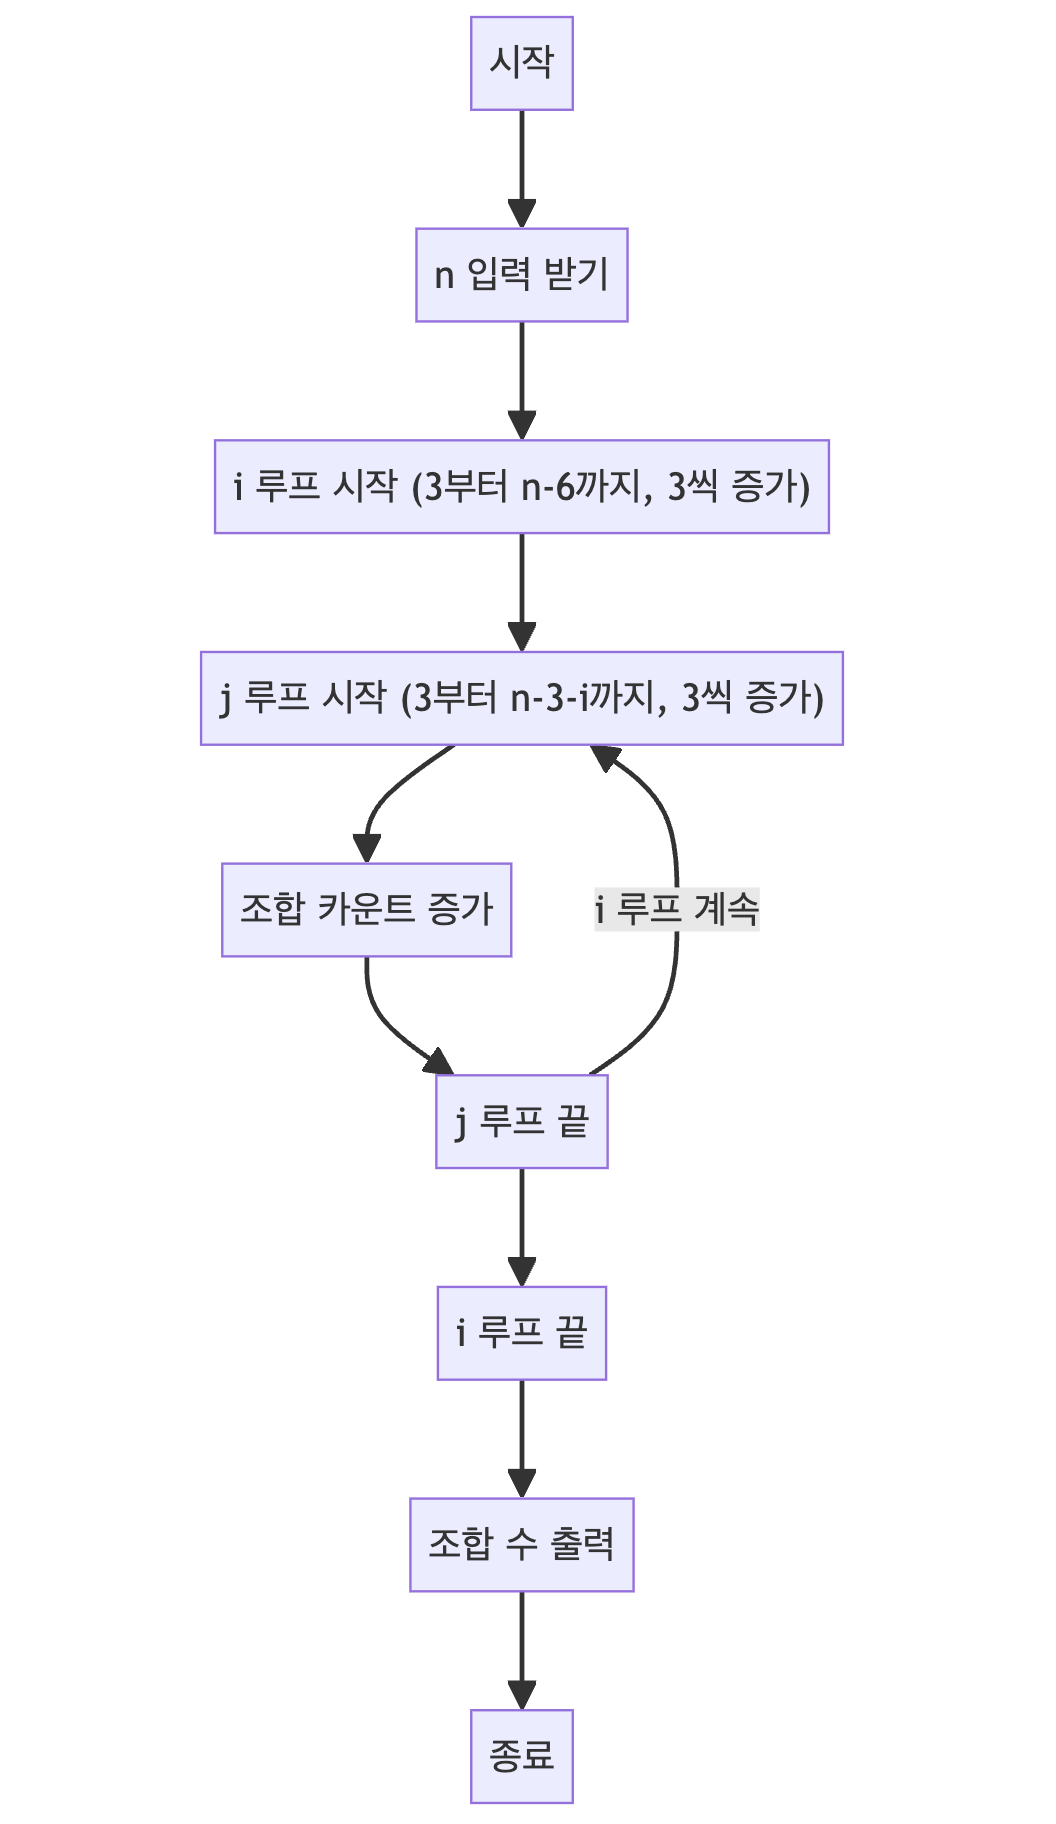 시작
n 입력 받기
i 루프 시작 (3부터 n-6까지, 3씩 증가)
j 루프 시작 (3부터 n-3-i까지, 3씩 증가)
조합 카운트 증가
i 루프 계속
j 루프 끝
i 루프 끝
조합 수 출력
종료